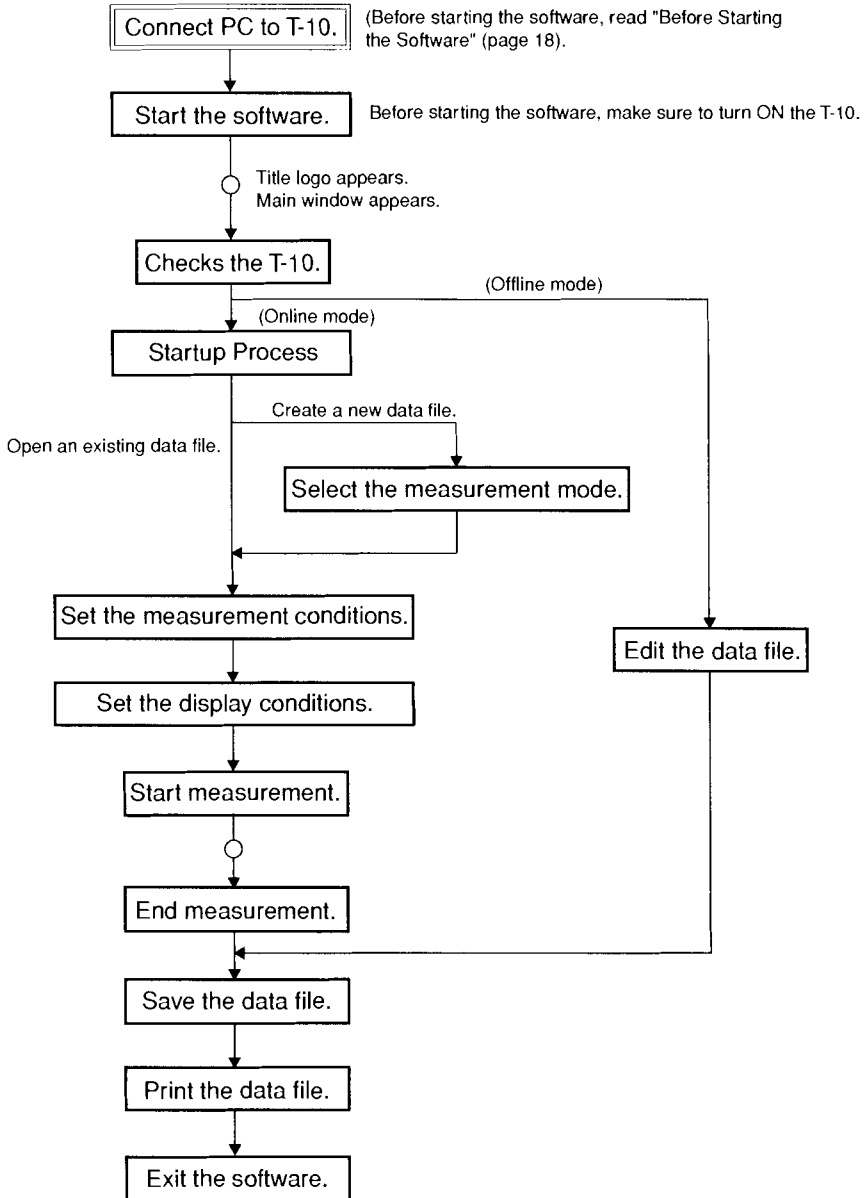 Connect PC to T-10.
(Before starting the software, read "Before Starting
the Software" (page 18).
Start the software.
Before starting the software, make sure to turn ON the T-10.
Title logo appears.
Main window appears.
Checks the T-10.
(Offline mode)
(Online mode)
Startup Process
Create a new data file.
Open an existing data file.
Select the measurement mode.
Set the measurement conditions.
Edit the data file.
Set the display conditions.
Start measurement.
End measurement.
Save the data file.
Print the data file.
Exit the software.